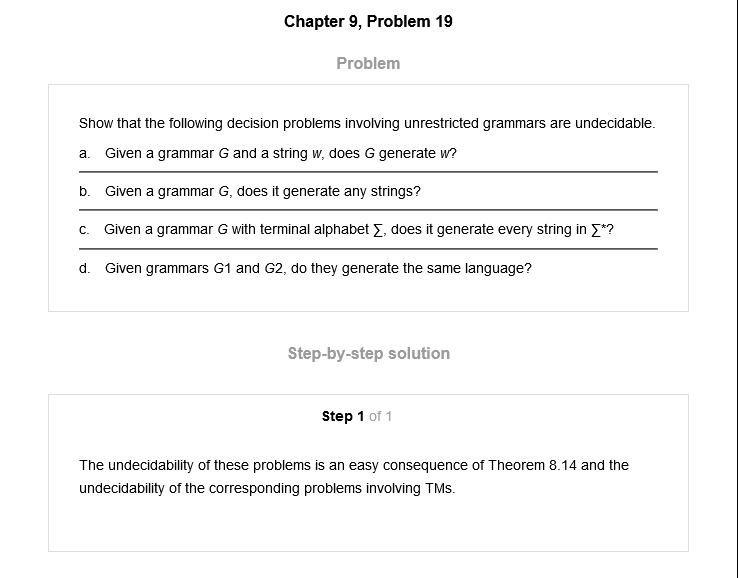 Chapter 9, Problem 19
Problem
Show that the following decision problems involving unrestricted grammars are undecidable.
a. Given a grammar G and a string w, does G generate w?
b. Given a grammar G, does it generate any strings?
c. Given a grammar G with terminal alphabet ∑, does it generate every string in ∑*?
d. Given grammars G1 and G2, do they generate the same language?
Step-by-step solution
Step 1 of 1
The undecidability of these problems is an easy consequence of Theorem 8.14 and the
undecidability of the corresponding problems involving TMs.